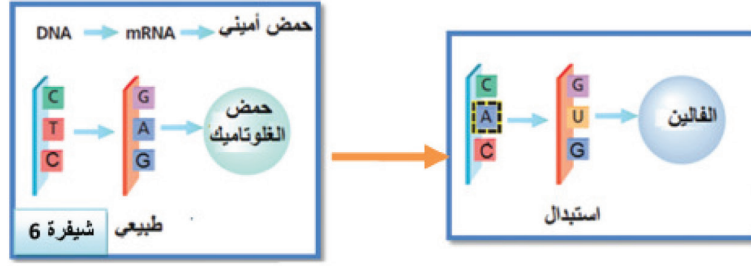 DNA → mRNA → حمض أميني
C G
T A
C G
حمض
الغلوتاميك
شيفرة 6
طبيعي
C G
A U
C G
الفالين
استبدال